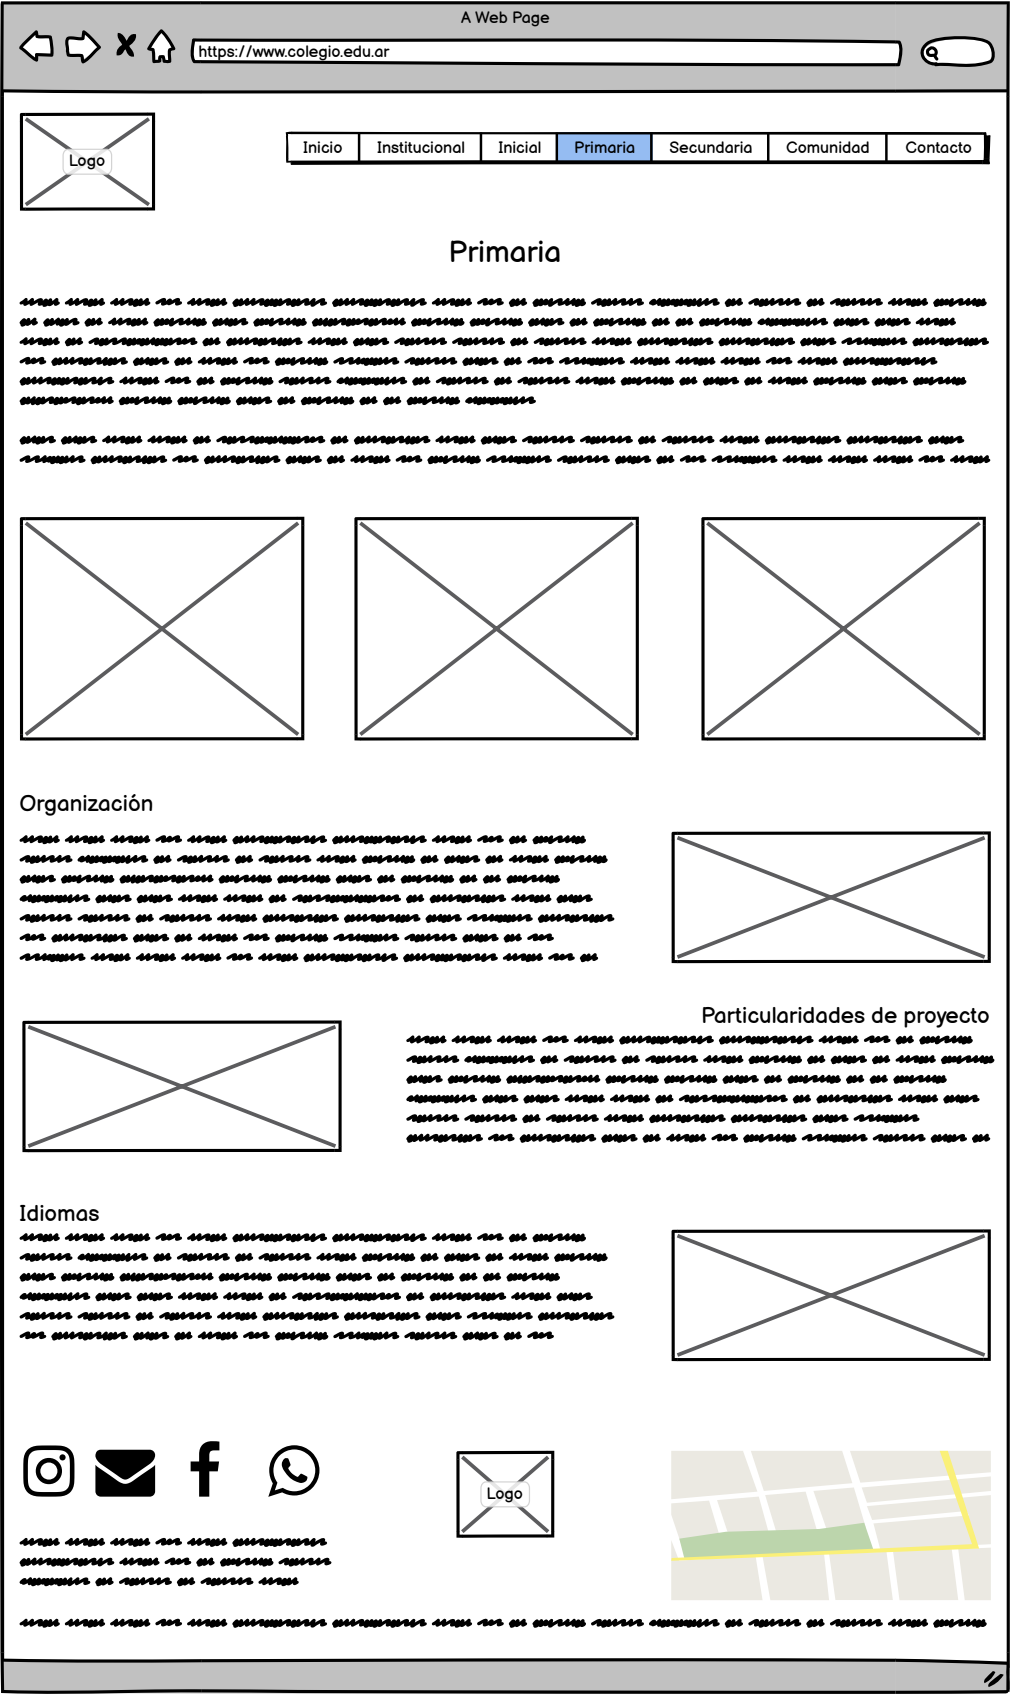 A Web Page
https://www.colegio.edu.ar
Logo
Inicio Institucional Inicial Primaria Secundaria Comunidad Contacto
Primaria
Organización
Particularidades de proyecto
Idiomas
Logo